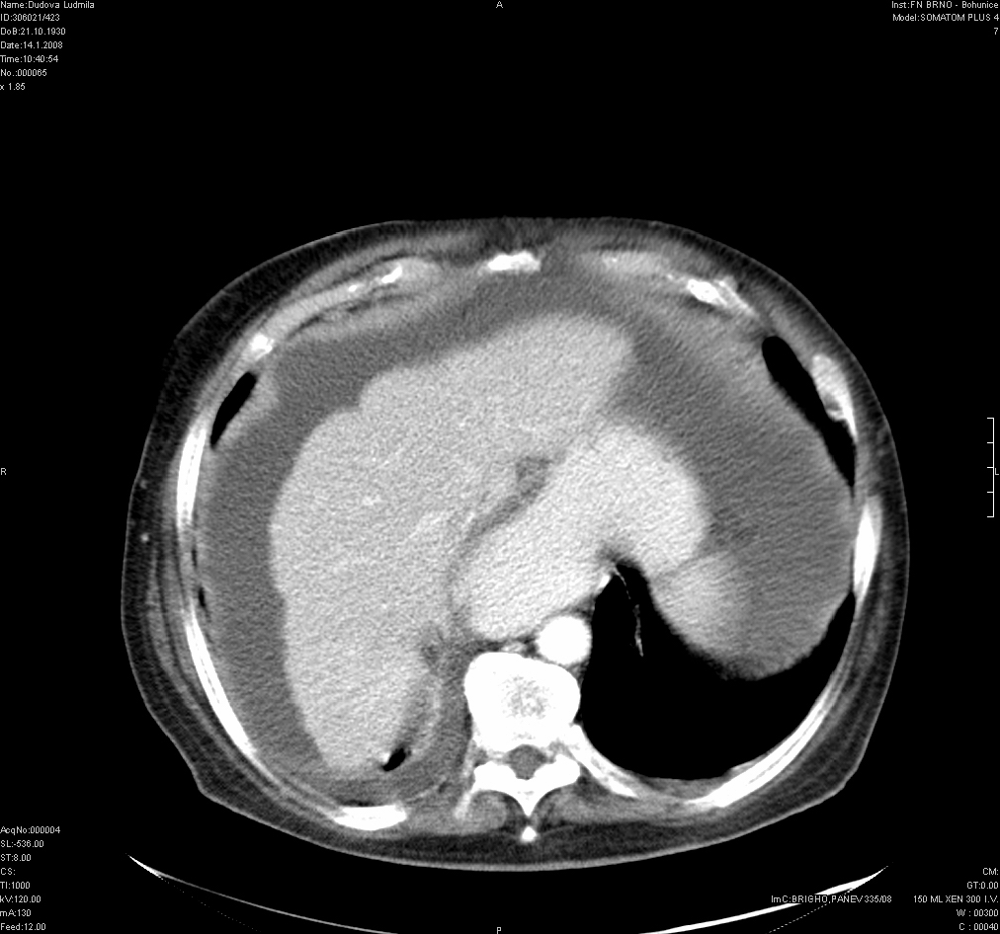 Name:Dudova Ludmila
ID:306021/423
DoB:21.10.1930
Date:14.1.2008
Time:10:40:54
No.:000065
x 1.85
A
Inst:FN BRNO - Bohunice
Model:SOMATOM PLUS 4
7
R
L
AcqNo:000004
SL:-536.00
ST:8.00
CS:
TI:1000
kV:120.00
mA:130
Feed:12.00
P
CM:
GT:0.00
ImC:BRICHO,PANEV 335/08 150 ML XEN 300 I.V.
W : 00300
C : 00040